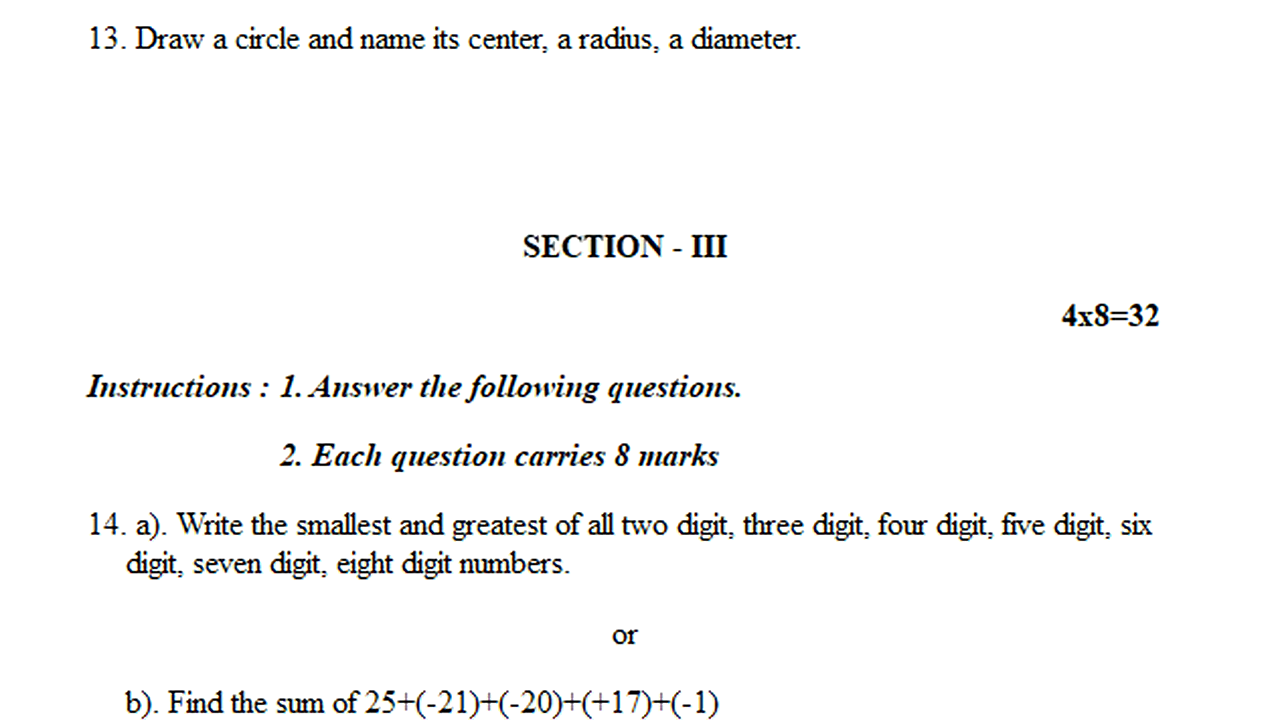 13. Draw a circle and name its center, a radius, a diameter.
SECTION - III
4x8=32
Instructions : 1. Answer the following questions.
2. Each question carries 8 marks
14. a). Write the smallest and greatest of all two digit, three digit, four digit, five digit, six
digit, seven digit, eight digit numbers.
or
b). Find the sum of 25+(-21)+(-20)+(+17)+(-1)